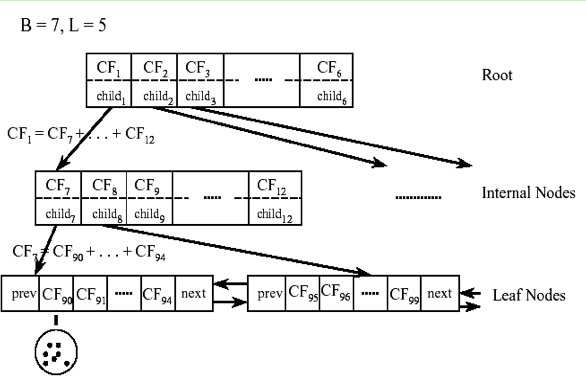 B = 7, L = 5
CF1 CF2 CF3 ..... CF6
child1 child2 child3 child6
Root
CF1 = CF7 + . . . + CF12
CF7 CF8 CF9 ..... CF12
child7 child8 child9 child12
............. Internal Nodes
CF7 = CF90 + . . . + CF94
prev CF90 CF91 ..... CF94 next
prev CF95 CF96 ..... CF99 next
Leaf Nodes